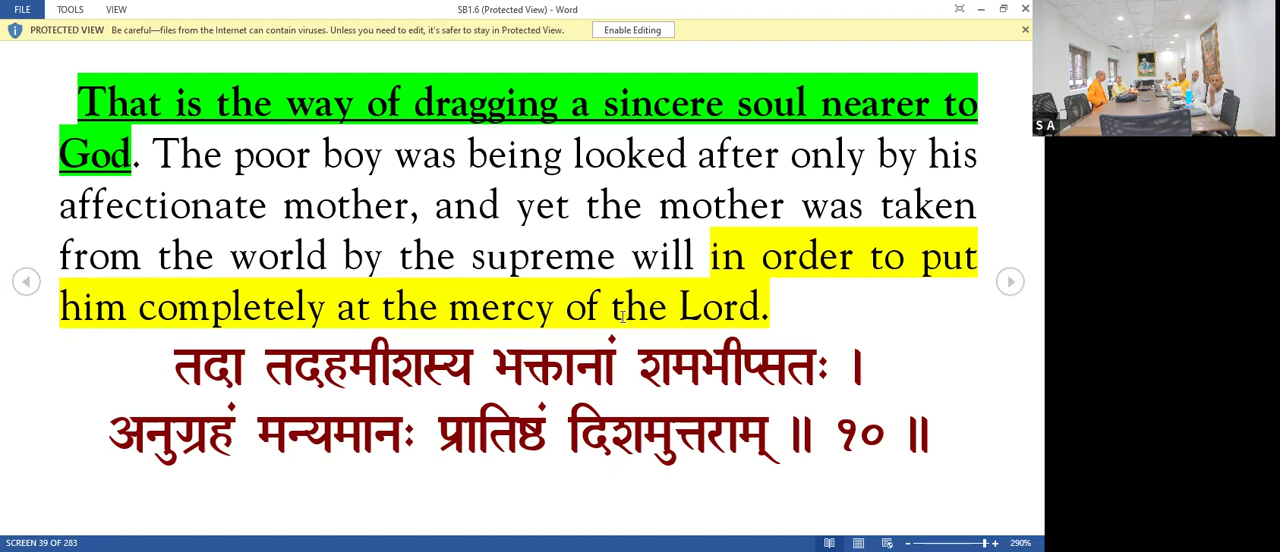 FILE TOOLS VIEW SB1.6 (Protected View) - Word
PROTECTED VIEW Be careful—files from the Internet can contain viruses. Unless you need to edit, it's safer to stay in Protected View. Enable Editing
That is the way of dragging a sincere soul nearer to
God. The poor boy was being looked after only by his
affectionate mother, and yet the mother was taken
from the world by the supreme will in order to put
him completely at the mercy of the Lord.
तदा तदहमीशस्य भक्तानां शमभीप्सतः ।
अनुग्रहं मन्यमानः प्रातिष्ठं दिशमुत्तराम् ॥ १० ॥
S A
SCREEN 39 OF 283 290%